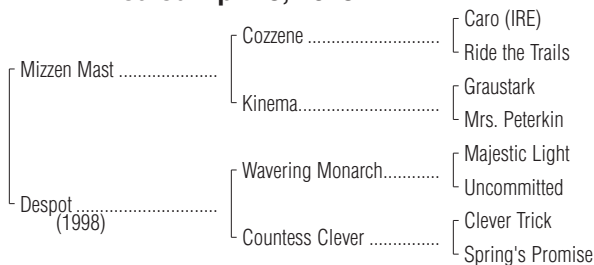 Cozzene
Caro (IRE)
Ride the Trails
Mizzen Mast
Kinema
Graustark
Mrs. Peterkin
Despot
(1998)
Wavering Monarch
Majestic Light
Uncommitted
Countess Clever
Clever Trick
Spring's Promise